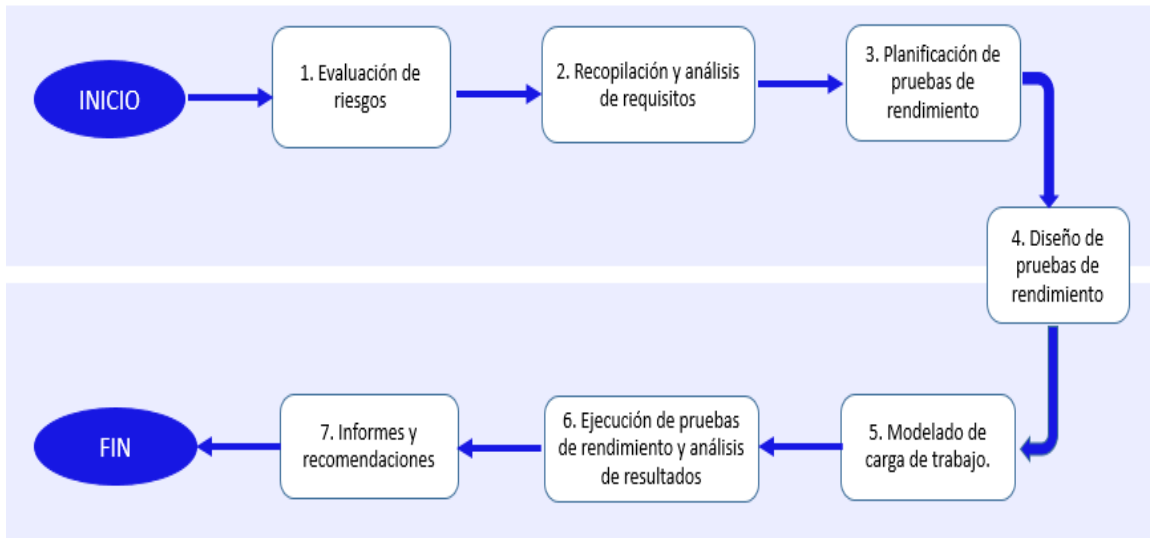 INICIO
1. Evaluación de
riesgos
2. Recopilación y análisis
de requisitos
3. Planificación de
pruebas de
rendimiento
4. Diseño de
pruebas de
rendimiento
5. Modelado de
carga de trabajo.
6. Ejecución de pruebas
de rendimiento y análisis
de resultados
7. Informes y
recomendaciones
FIN